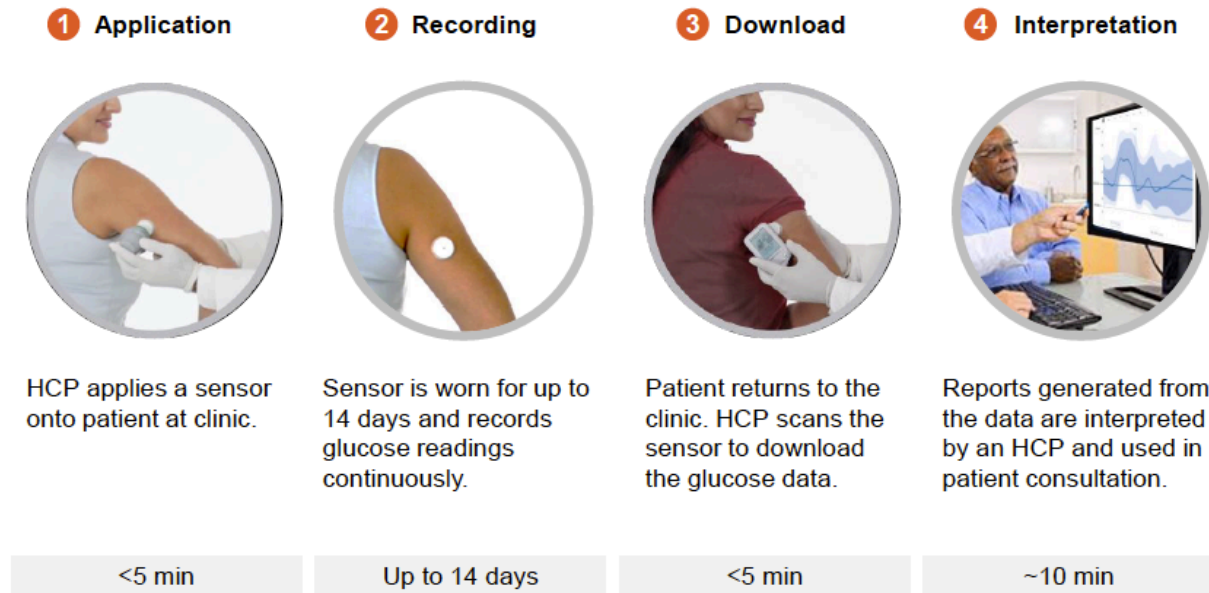 1 Application
2 Recording
3 Download
4 Interpretation
HCP applies a sensor
onto patient at clinic.
Sensor is worn for up to
14 days and records
glucose readings
continuously.
Patient returns to the
clinic. HCP scans the
sensor to download
the glucose data.
Reports generated from
the data are interpreted
by an HCP and used in
patient consultation.
<5 min
Up to 14 days
<5 min
~10 min